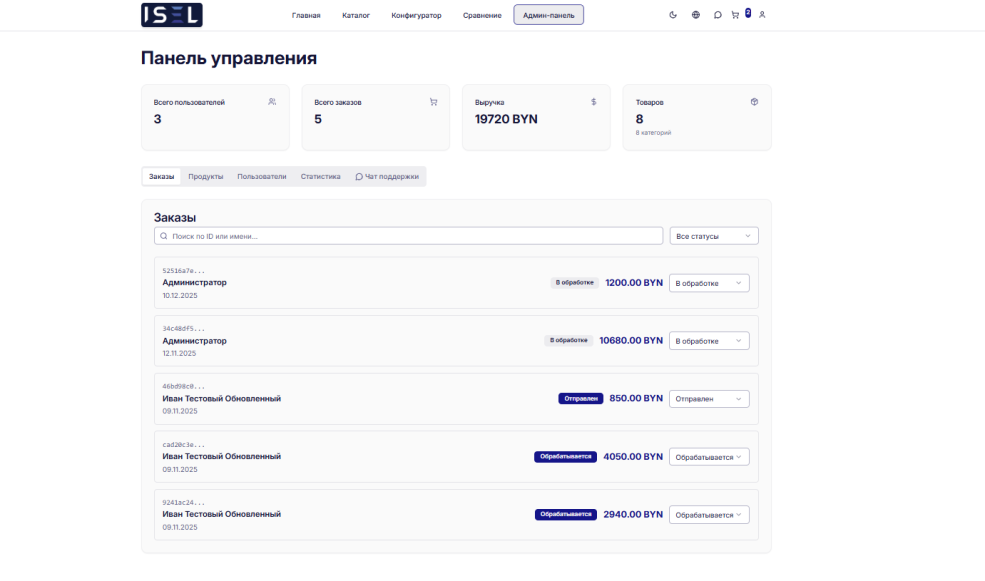 ISEL
Главная Каталог Конфигуратор Сравнение Админ-панель 2
Панель управления
Всего пользователей
3
Всего заказов
5
Выручка
19720 BYN
Товаров
8
8 категорий
Заказы Продукты Пользователи Статистика Чат поддержки
Заказы
Поиск по ID или имени... Все статусы
52516a7e...
Администратор
10.12.2025
В обработке 1200.00 BYN В обработке
34c48df5...
Администратор
12.11.2025
В обработке 10680.00 BYN В обработке
46bd98c0...
Иван Тестовый Обновленный
09.11.2025
Отправлен 850.00 BYN Отправлен
cad20c3e...
Иван Тестовый Обновленный
09.11.2025
Обрабатывается 4050.00 BYN Обрабатывается
9241ac24...
Иван Тестовый Обновленный
09.11.2025
Обрабатывается 2940.00 BYN Обрабатывается